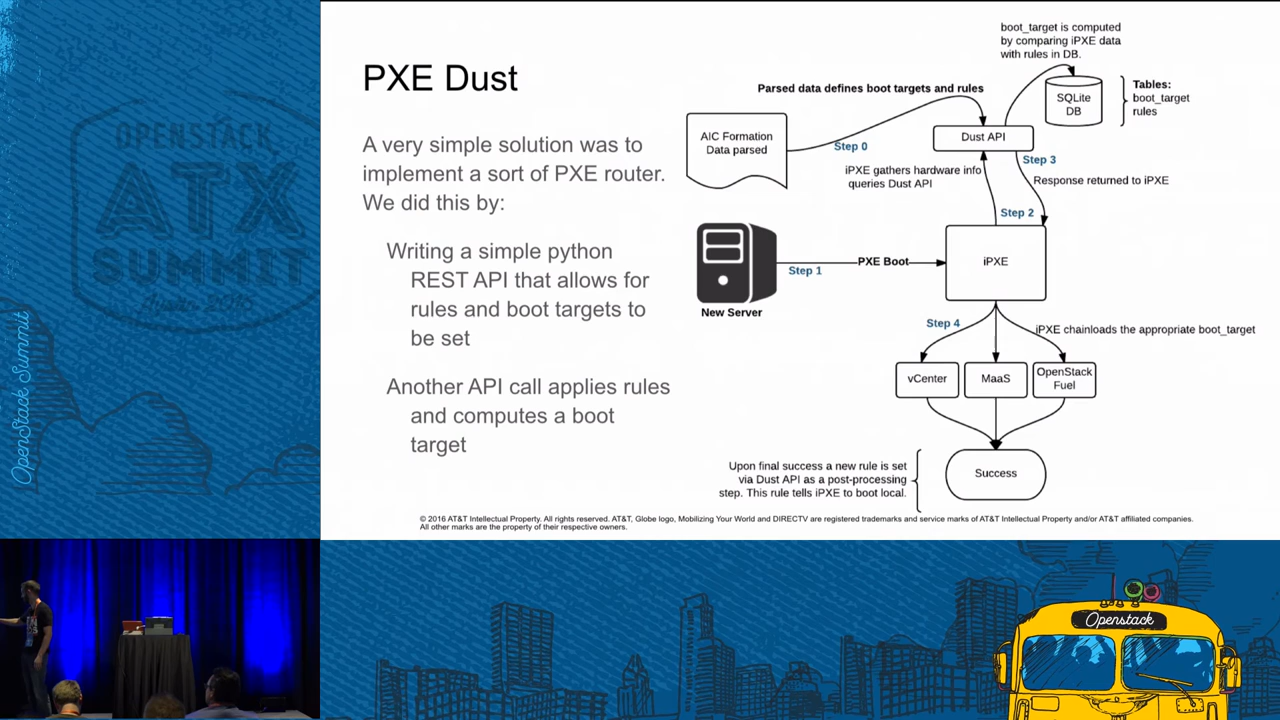 OPENSTACK
ATX
SUMMIT
OpenStack Summit
PXE Dust
A very simple solution was to
implement a sort of PXE router.
We did this by:
Writing a simple python
REST API that allows for
rules and boot targets to
be set
Another API call applies rules
and computes a boot
target
boot_target is computed
by comparing iPXE data
with rules in DB.
Parsed data defines boot targets and rules
SQLite
DB
Tables:
boot_target
rules
AIC Formation
Data parsed
Step 0
Dust API
Step 3
iPXE gathers hardware info
queries Dust API
Response returned to iPXE
Step 2
New Server
Step 1
PXE Boot
iPXE
Step 4
iPXE chainloads the appropriate boot_target
vCenter
MaaS
OpenStack
Fuel
Success
Upon final success a new rule is set
via Dust API as a post-processing
step. This rule tells iPXE to boot local.
© 2016 AT&T Intellectual Property. All rights reserved. AT&T, Globe logo, Mobilizing Your World and DIRECTV are registered trademarks and service marks of AT&T Intellectual Property and/or AT&T affiliated companies.
All other marks are the property of their respective owners.
Openstack